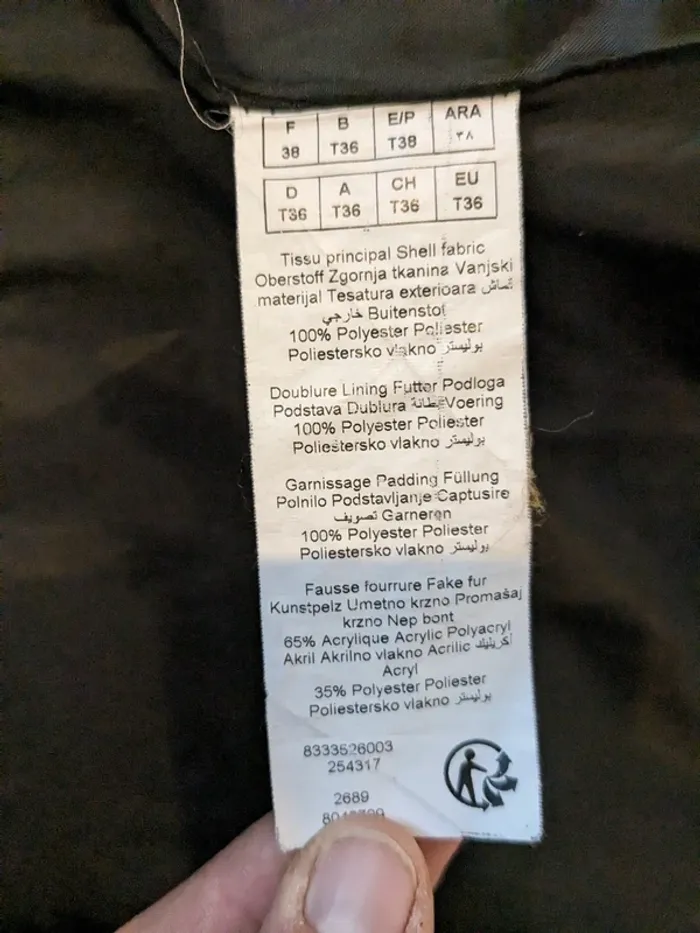 F B E/P ARA
38 T36 T38 ٣٨
D A CH EU
T36 T36 T36 T36
Tissu principal Shell fabric
Oberstoff Zgornja tkanina Vanjski
materijal Tesatura exterioara قماش
خارجي Buitenstof
100% Polyester Poliester
Poliestersko vlakno بوليستر
Doublure Lining Futter Podloga
Podstava Dublura بطانة Voering
100% Polyester Poliester
Poliestersko vlakno بوليستر
Garnissage Padding Füllung
Polnilo Podstavljanje Captusire
تصويف Garneren
100% Polyester Poliester
Poliestersko vlakno بوليستر
Fausse fourrure Fake fur
Kunstpelz Umetno krzno Promašaj
krzno Nep bont
65% Acrylique Acrylic Polyacryl
Akril Akrilno vlakno Acrilic أكريليك
Acryl
35% Polyester Poliester
Poliestersko vlakno بوليستر
8333526003
254317
2689